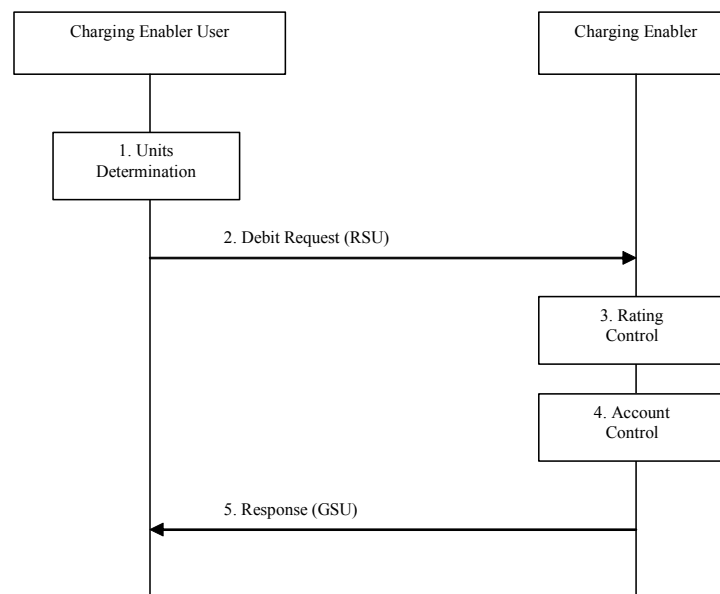 Charging Enabler User
Charging Enabler
1. Units
Determination
2. Debit Request (RSU)
3. Rating
Control
4. Account
Control
5. Response (GSU)